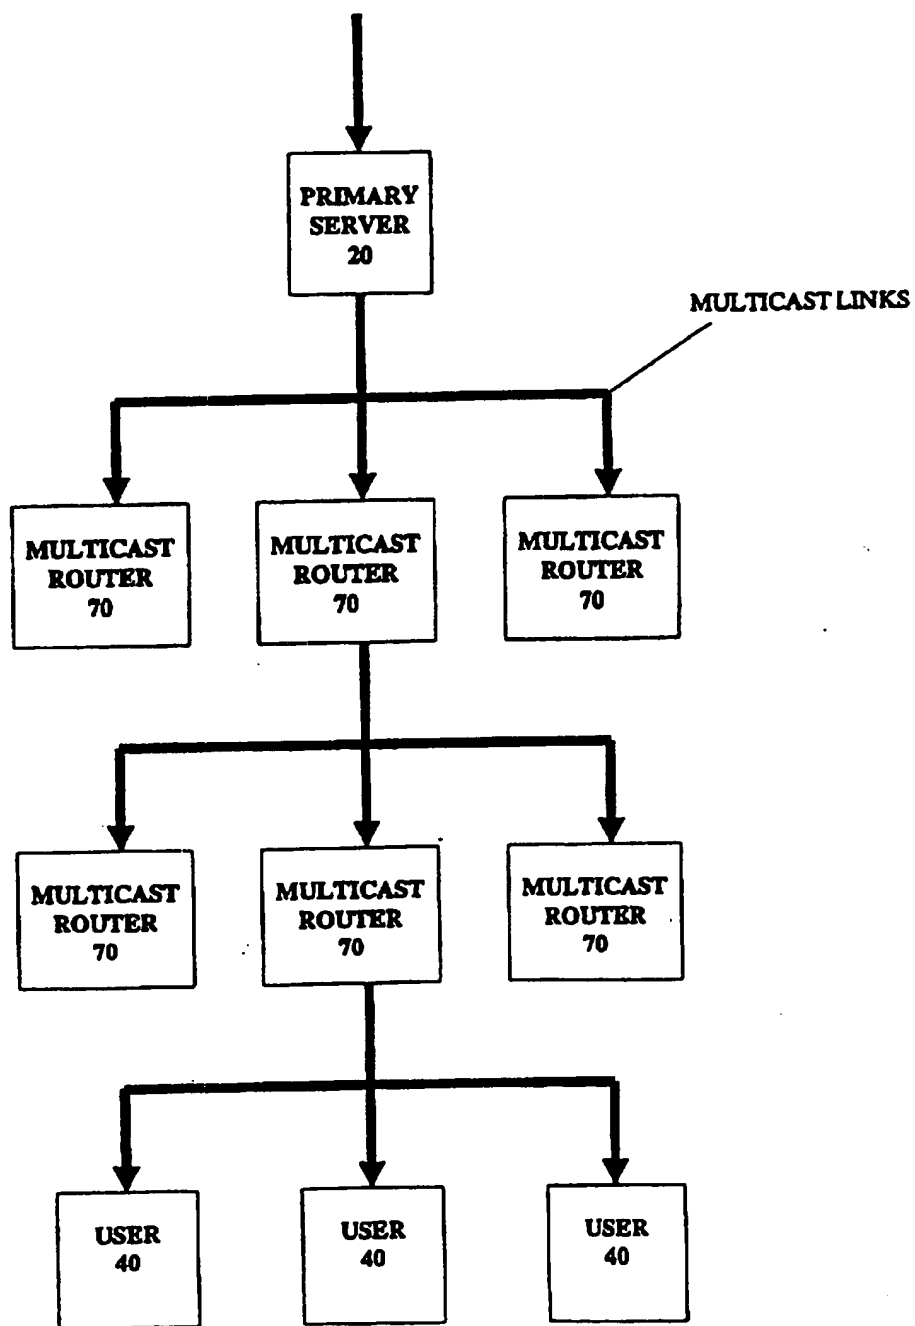 PRIMARY
SERVER
20
MULTICAST LINKS
MULTICAST
ROUTER
70
MULTICAST
ROUTER
70
MULTICAST
ROUTER
70
MULTICAST
ROUTER
70
MULTICAST
ROUTER
70
MULTICAST
ROUTER
70
USER
40
USER
40
USER
40